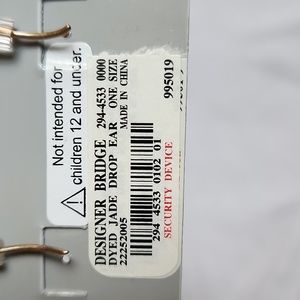 Not intended for
children 12 and under.
DESIGNER BRIDGE 294-4533 0000
DYED JADE DROP EAR ONE SIZE
22252005 MADE IN CHINA
995019
294 4533 0102 01
SECURITY DEVICE